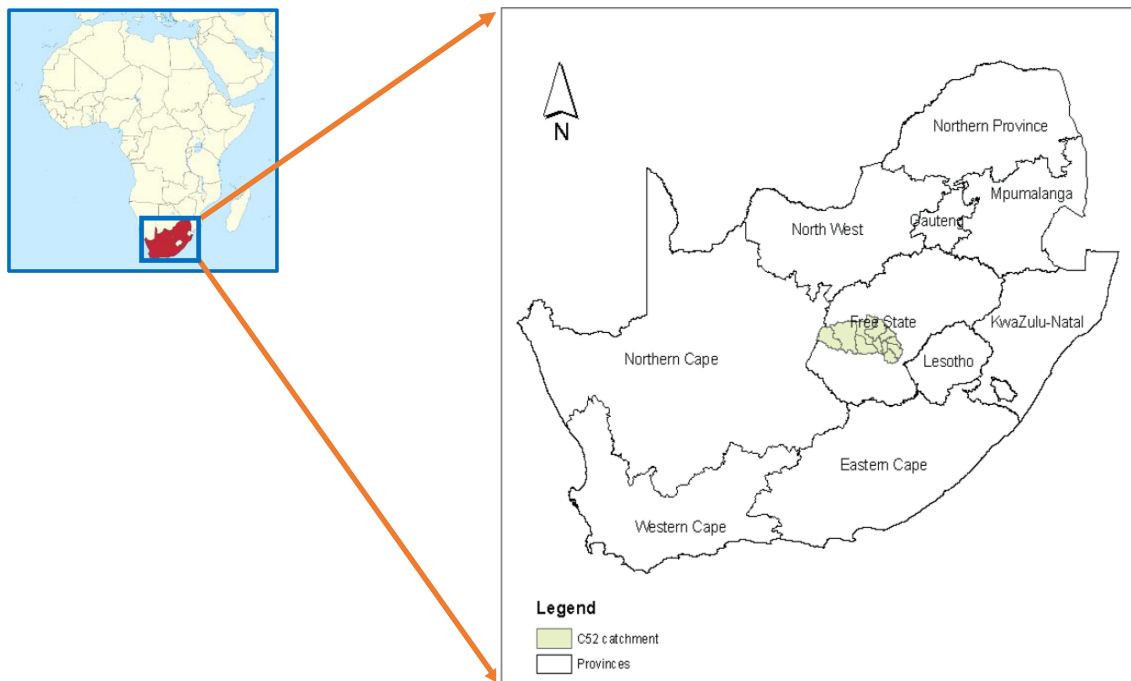 N
Northern Province
Mpumalanga
Gauteng
North West
Free State
KwaZulu-Natal
Northern Cape
Lesotho
Eastern Cape
Western Cape
Legend
C52 catchment
Provinces